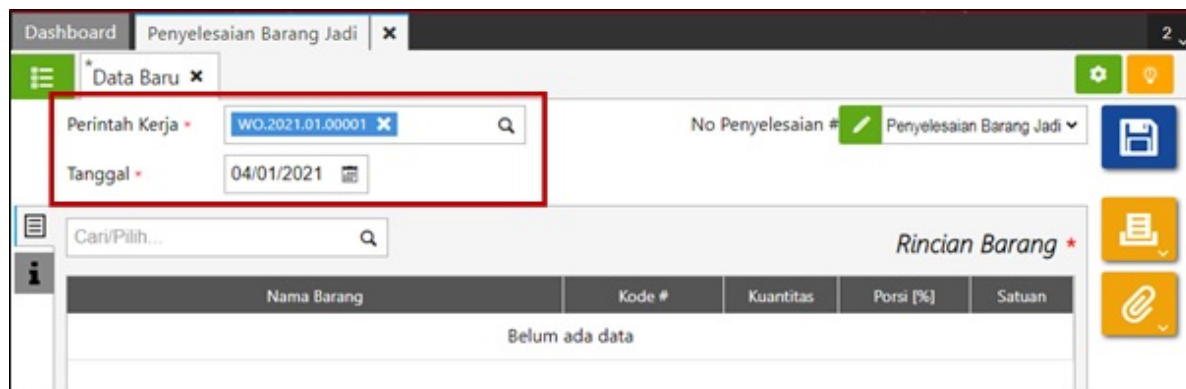 Dashboard Penyelesaian Barang Jadi 2
*Data Baru
Perintah Kerja * WO.2021.01.00001 No Penyelesaian # Penyelesaian Barang Jadi
Tanggal * 04/01/2021
Cari/Pilih... Rincian Barang *
Nama Barang Kode # Kuantitas Porsi [%] Satuan
Belum ada data